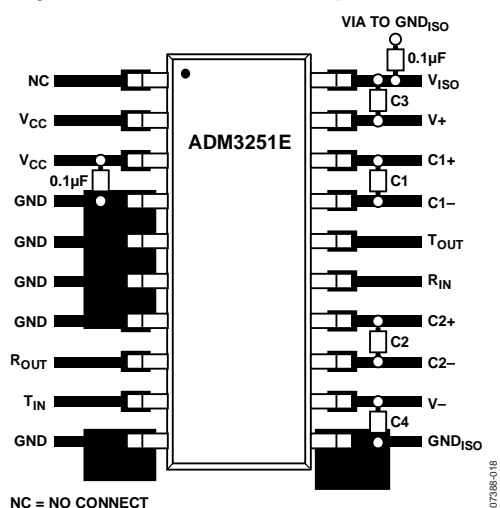 VIA TO GNDISO
0.1µF
NC
VISO
C3
VCC
V+
ADM3251E
VCC
C1+
0.1µF
C1
GND
C1–
GND
TOUT
GND
RIN
GND
C2+
C2
ROUT
C2–
TIN
V–
C4
GND
GNDISO
NC = NO CONNECT
07388-018